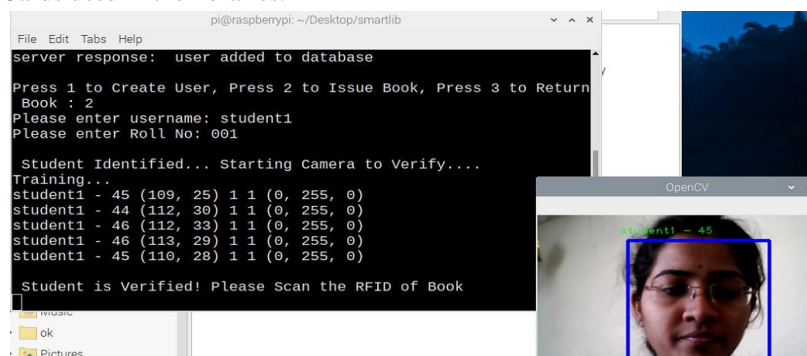 pi@raspberrypi: ~/Desktop/smartlib
File Edit Tabs Help
server response:  user added to database
Press 1 to Create User, Press 2 to Issue Book, Press 3 to Return
 Book : 2
Please enter username: student1
Please enter Roll No: 001
 Student Identified... Starting Camera to Verify....
Training...
student1 - 45 (109, 25) 1 1 (0, 255, 0)
student1 - 44 (112, 30) 1 1 (0, 255, 0)
student1 - 46 (112, 33) 1 1 (0, 255, 0)
student1 - 46 (113, 29) 1 1 (0, 255, 0)
student1 - 45 (110, 28) 1 1 (0, 255, 0)
 Student is Verified! Please Scan the RFID of Book
OpenCV
student1 - 45
Music
ok
Pictures